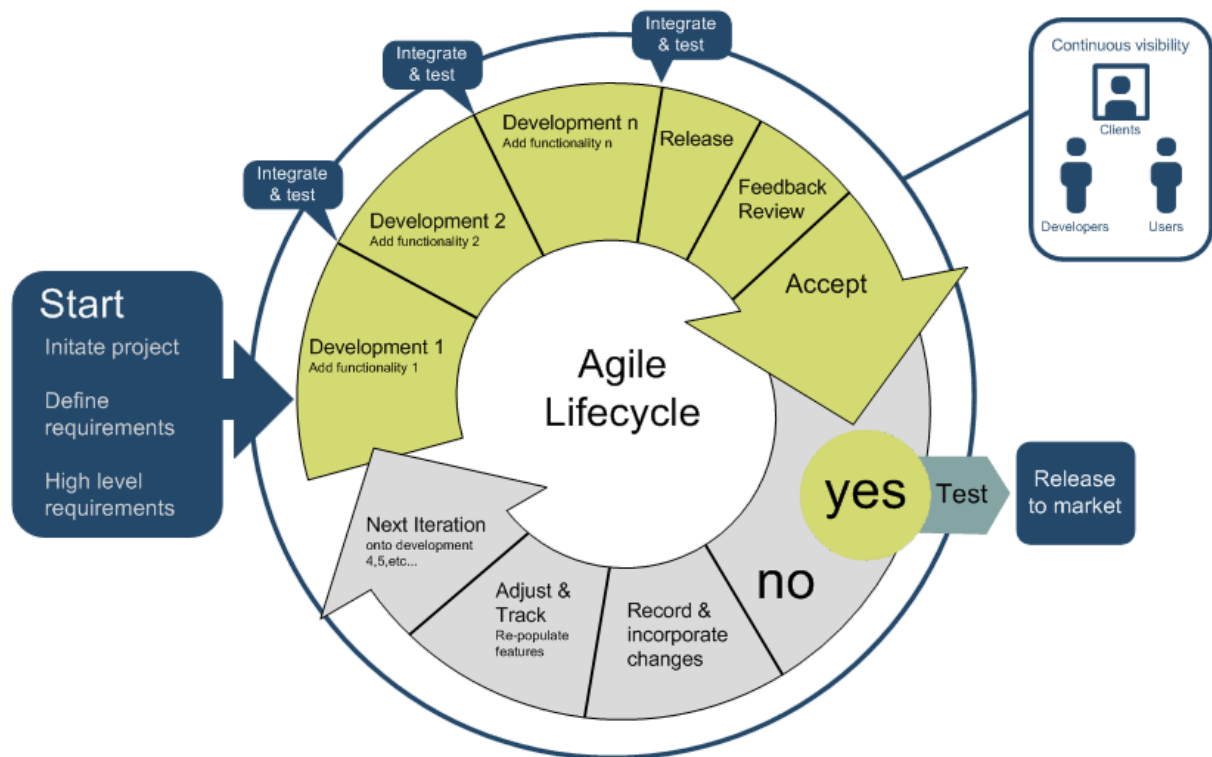 Integrate
& test
Integrate
& test
Integrate
& test
Continuous visibility
Clients
Developers
Users
Start
Initate project
Define
requirements
High level
requirements
Development 1
Add functionality 1
Development 2
Add functionality 2
Development n
Add functionality n
Release
Feedback
Review
Accept
Agile
Lifecycle
yes
Test
Release
to market
no
Record &
incorporate
changes
Adjust &
Track
Re-populate
features
Next Iteration
onto development
4,5,etc...